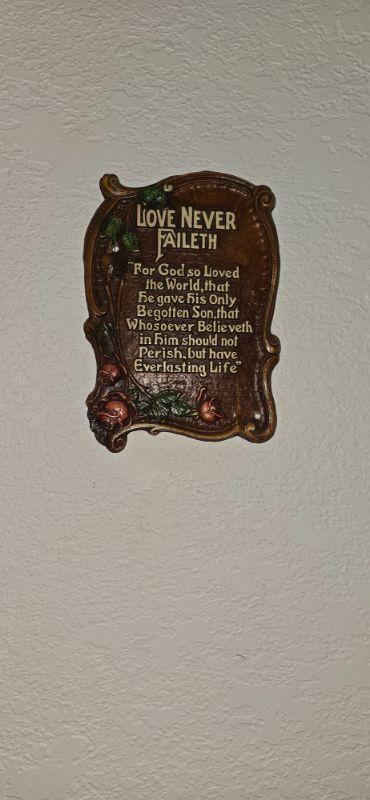 LOVE NEVER
FAILETH
"For God so Loved
the World, that
he gave his Only
Begotten Son, that
Whosoever Believeth
in him should not
Perish, but have
Everlasting Life"